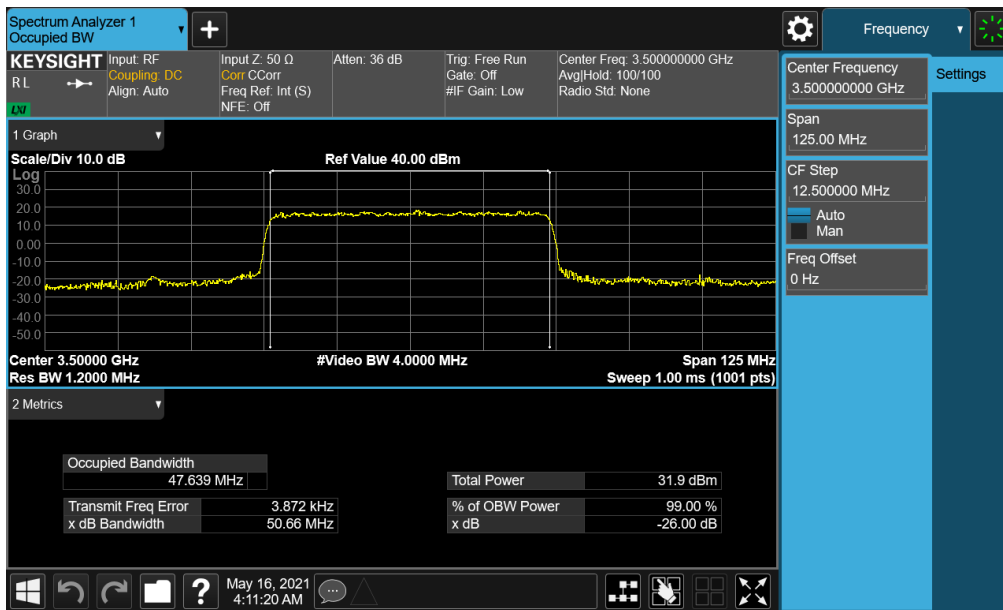 Spectrum Analyzer 1
Occupied BW
+
Frequency
KEYSIGHT
R L
LXI
Input: RF
Coupling: DC
Align: Auto
Input Z: 50 Ω
Corr CCorr
Freq Ref: Int (S)
NFE: Off
Atten: 36 dB
Trig: Free Run
Gate: Off
#IF Gain: Low
Center Freq: 3.500000000 GHz
Avg|Hold: 100/100
Radio Std: None
Center Frequency
3.500000000 GHz
Settings
Span
125.00 MHz
CF Step
12.500000 MHz
Auto
Man
Freq Offset
0 Hz
1 Graph
Scale/Div 10.0 dB
Ref Value 40.00 dBm
Log
30.0
20.0
10.0
0.00
-10.0
-20.0
-30.0
-40.0
-50.0
Center 3.50000 GHz
#Video BW 4.0000 MHz
Span 125 MHz
Res BW 1.2000 MHz
Sweep 1.00 ms (1001 pts)
2 Metrics
Occupied Bandwidth
47.639 MHz
Total Power 31.9 dBm
Transmit Freq Error 3.872 kHz
% of OBW Power 99.00 %
x dB Bandwidth 50.66 MHz
x dB -26.00 dB
?
May 16, 2021
4:11:20 AM